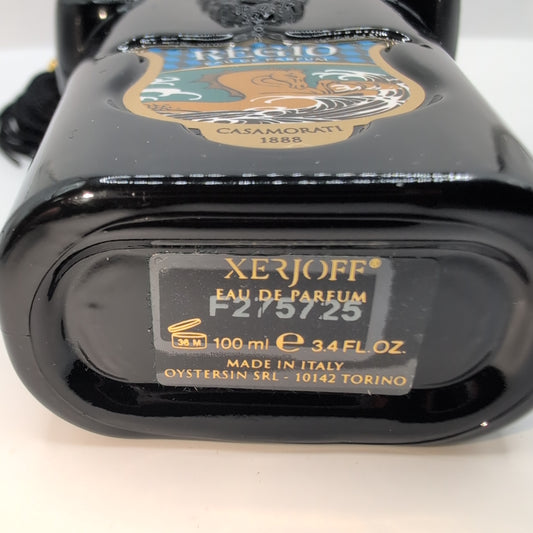 REGIO
EAU DE PARFUM
CASAMORATI
1888
XERJOFF®
EAU DE PARFUM
F275725
36 M 100 ml e 3.4 FL.OZ.
MADE IN ITALY
OYSTERSIN SRL - 10142 TORINO